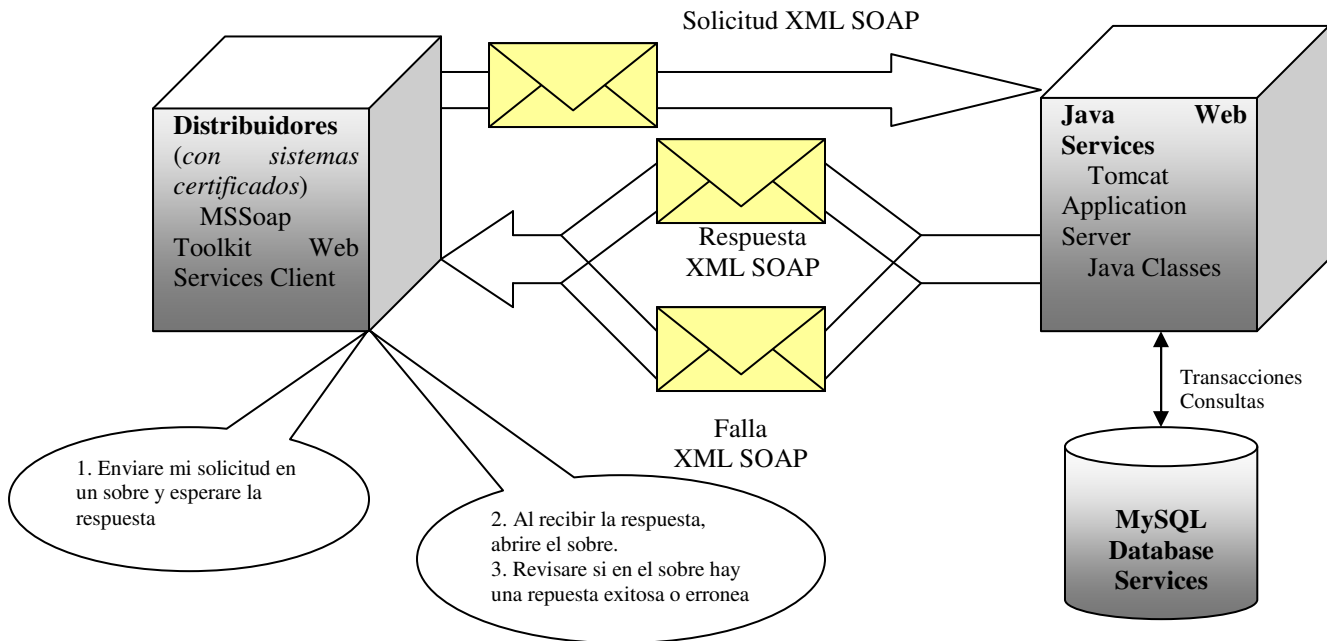 Solicitud XML SOAP
Distribuidores
(con sistemas
certificados)
MSSoap
Toolkit Web
Services Client
Java Web
Services
Tomcat
Application
Server
Java Classes
Respuesta
XML SOAP
Falla
XML SOAP
Transacciones
Consultas
1. Enviare mi solicitud en
un sobre y esperare la
respuesta
2. Al recibir la respuesta,
abrire el sobre.
3. Revisare si en el sobre hay
una repuesta exitosa o erronea
MySQL
Database
Services